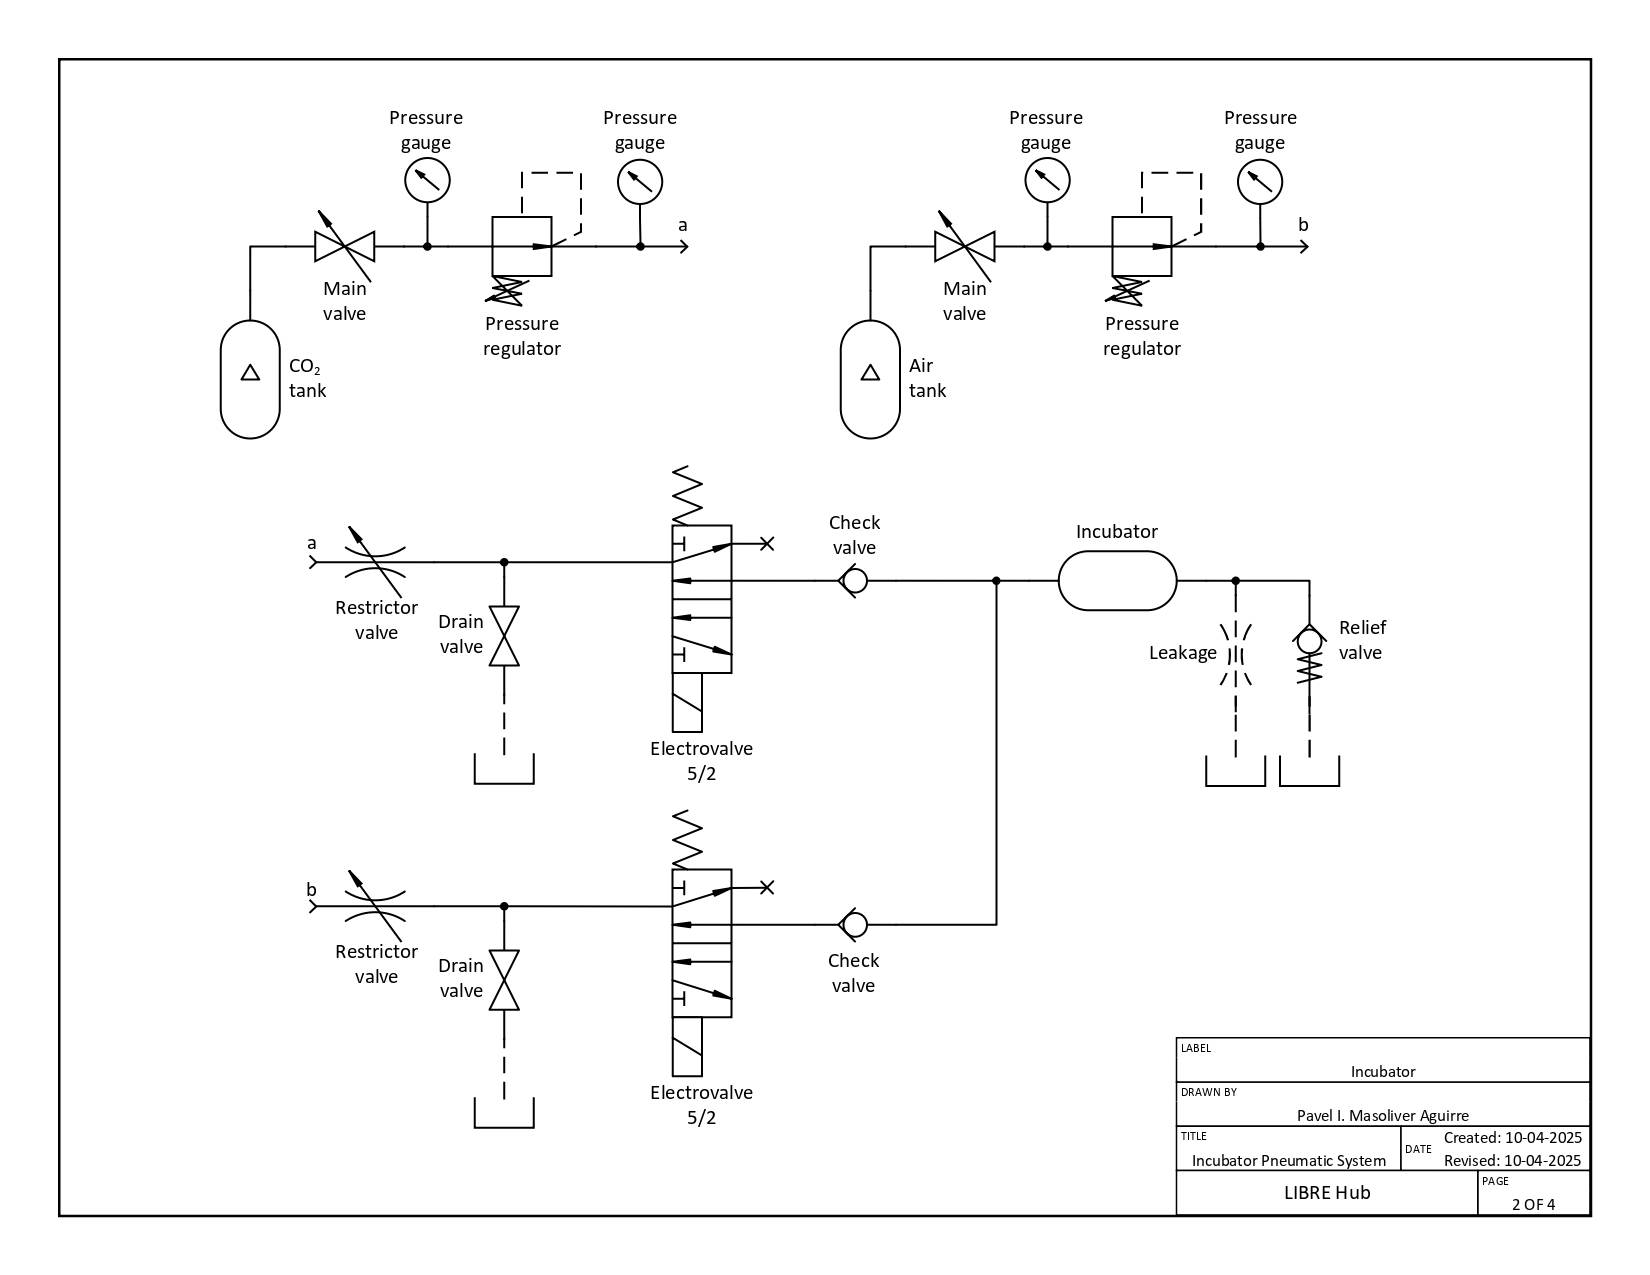 Pressure
gauge
Pressure
gauge
a
Main
valve
Pressure
regulator
CO₂
tank
Pressure
gauge
Pressure
gauge
b
Main
valve
Pressure
regulator
Air
tank
a
Restrictor
valve
Drain
valve
Electrovalve
5/2
Check
valve
Incubator
Leakage
Relief
valve
b
Restrictor
valve
Drain
valve
Electrovalve
5/2
Check
valve
LABEL
Incubator
DRAWN BY
Pavel I. Masoliver Aguirre
TITLE
Incubator Pneumatic System
DATE
Created: 10-04-2025
Revised: 10-04-2025
LIBRE Hub
PAGE
2 OF 4